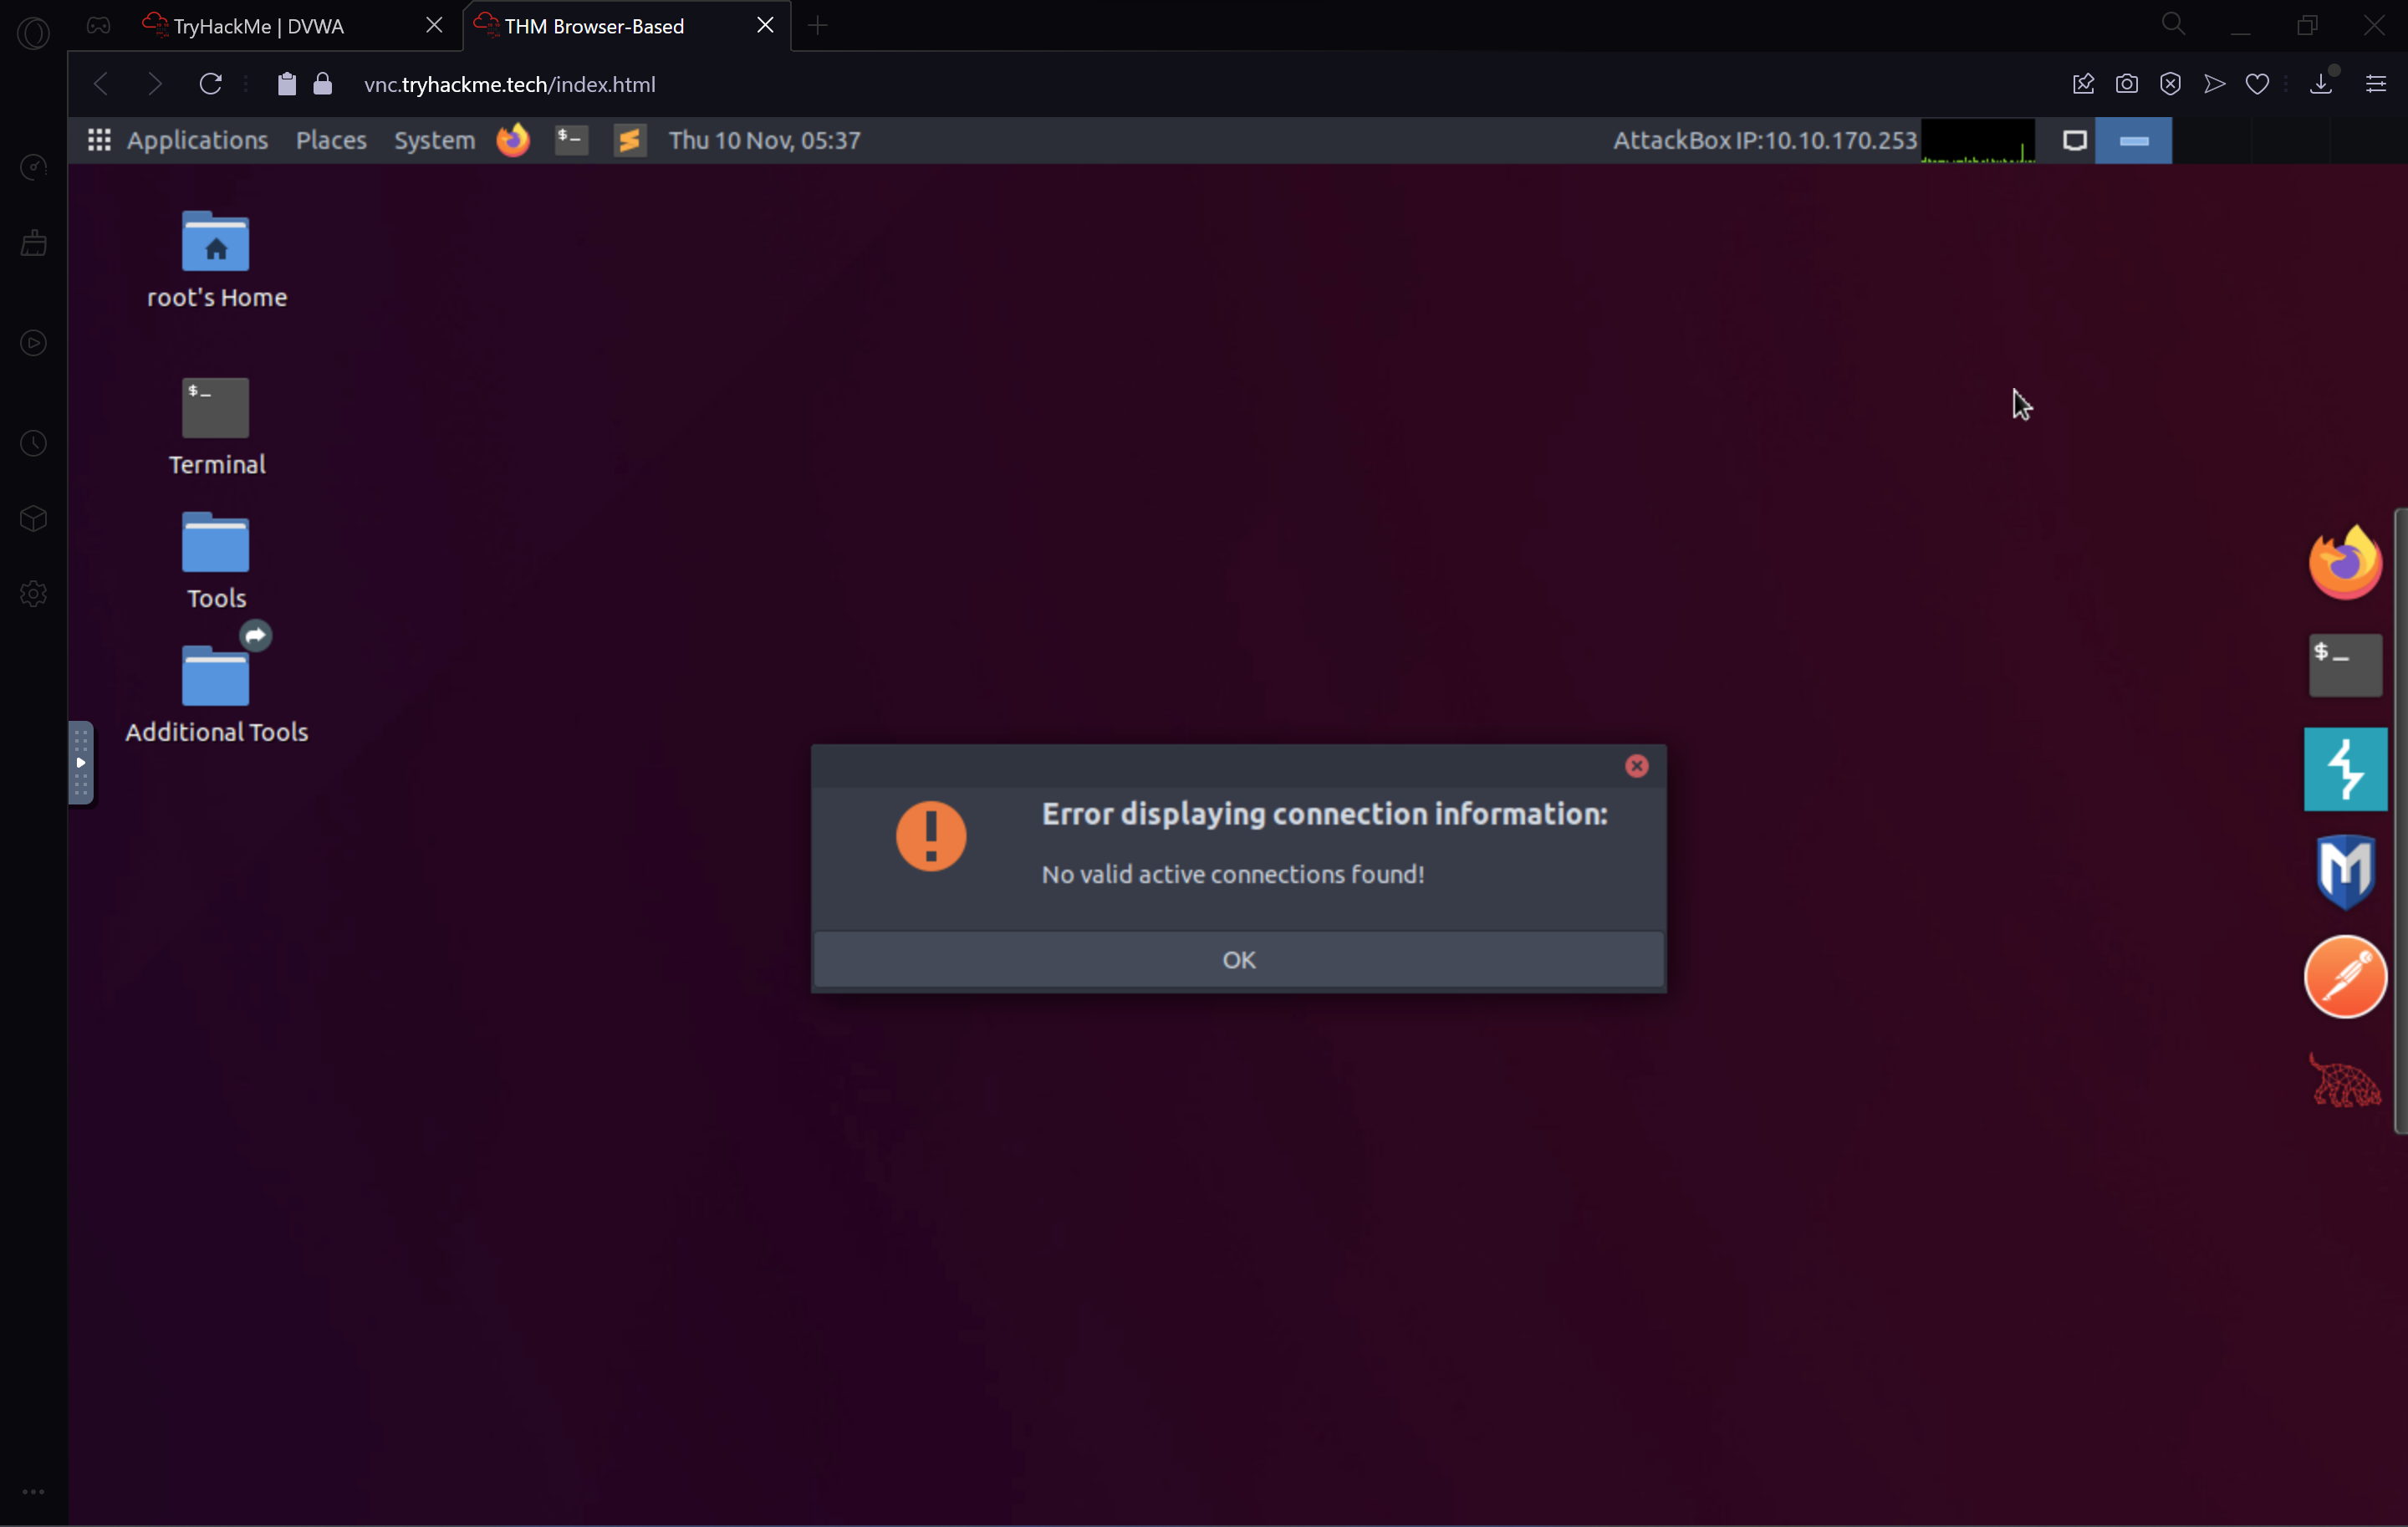 TryHackMe | DVWA
THM Browser-Based
vnc.tryhackme.tech/index.html
Applications Places System $_ Thu 10 Nov, 05:37 AttackBox IP:10.10.170.253
root's Home
$_
Terminal
Tools
Additional Tools
Error displaying connection information:
No valid active connections found!
OK
$_
M